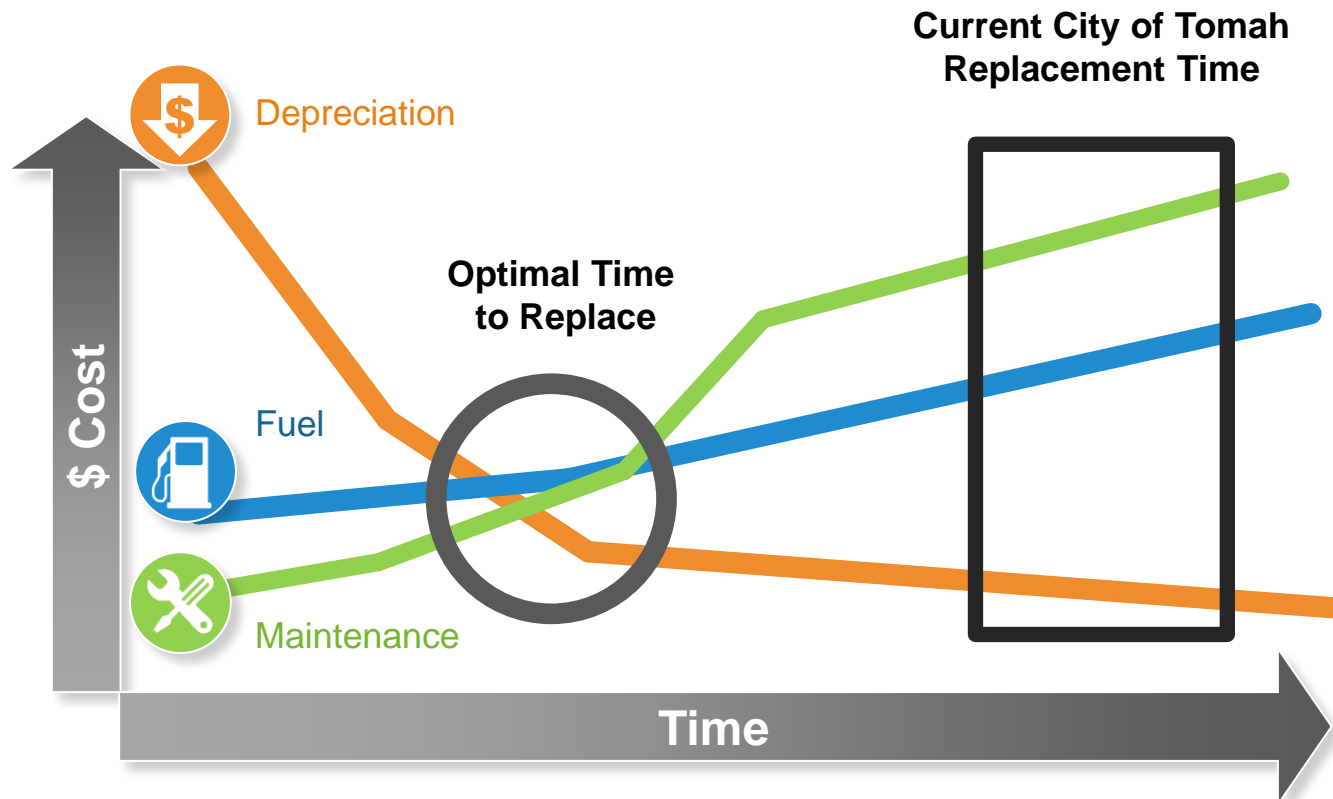 Current City of Tomah
Replacement Time
$
Depreciation
Optimal Time
to Replace
$ Cost
Fuel
Maintenance
Time